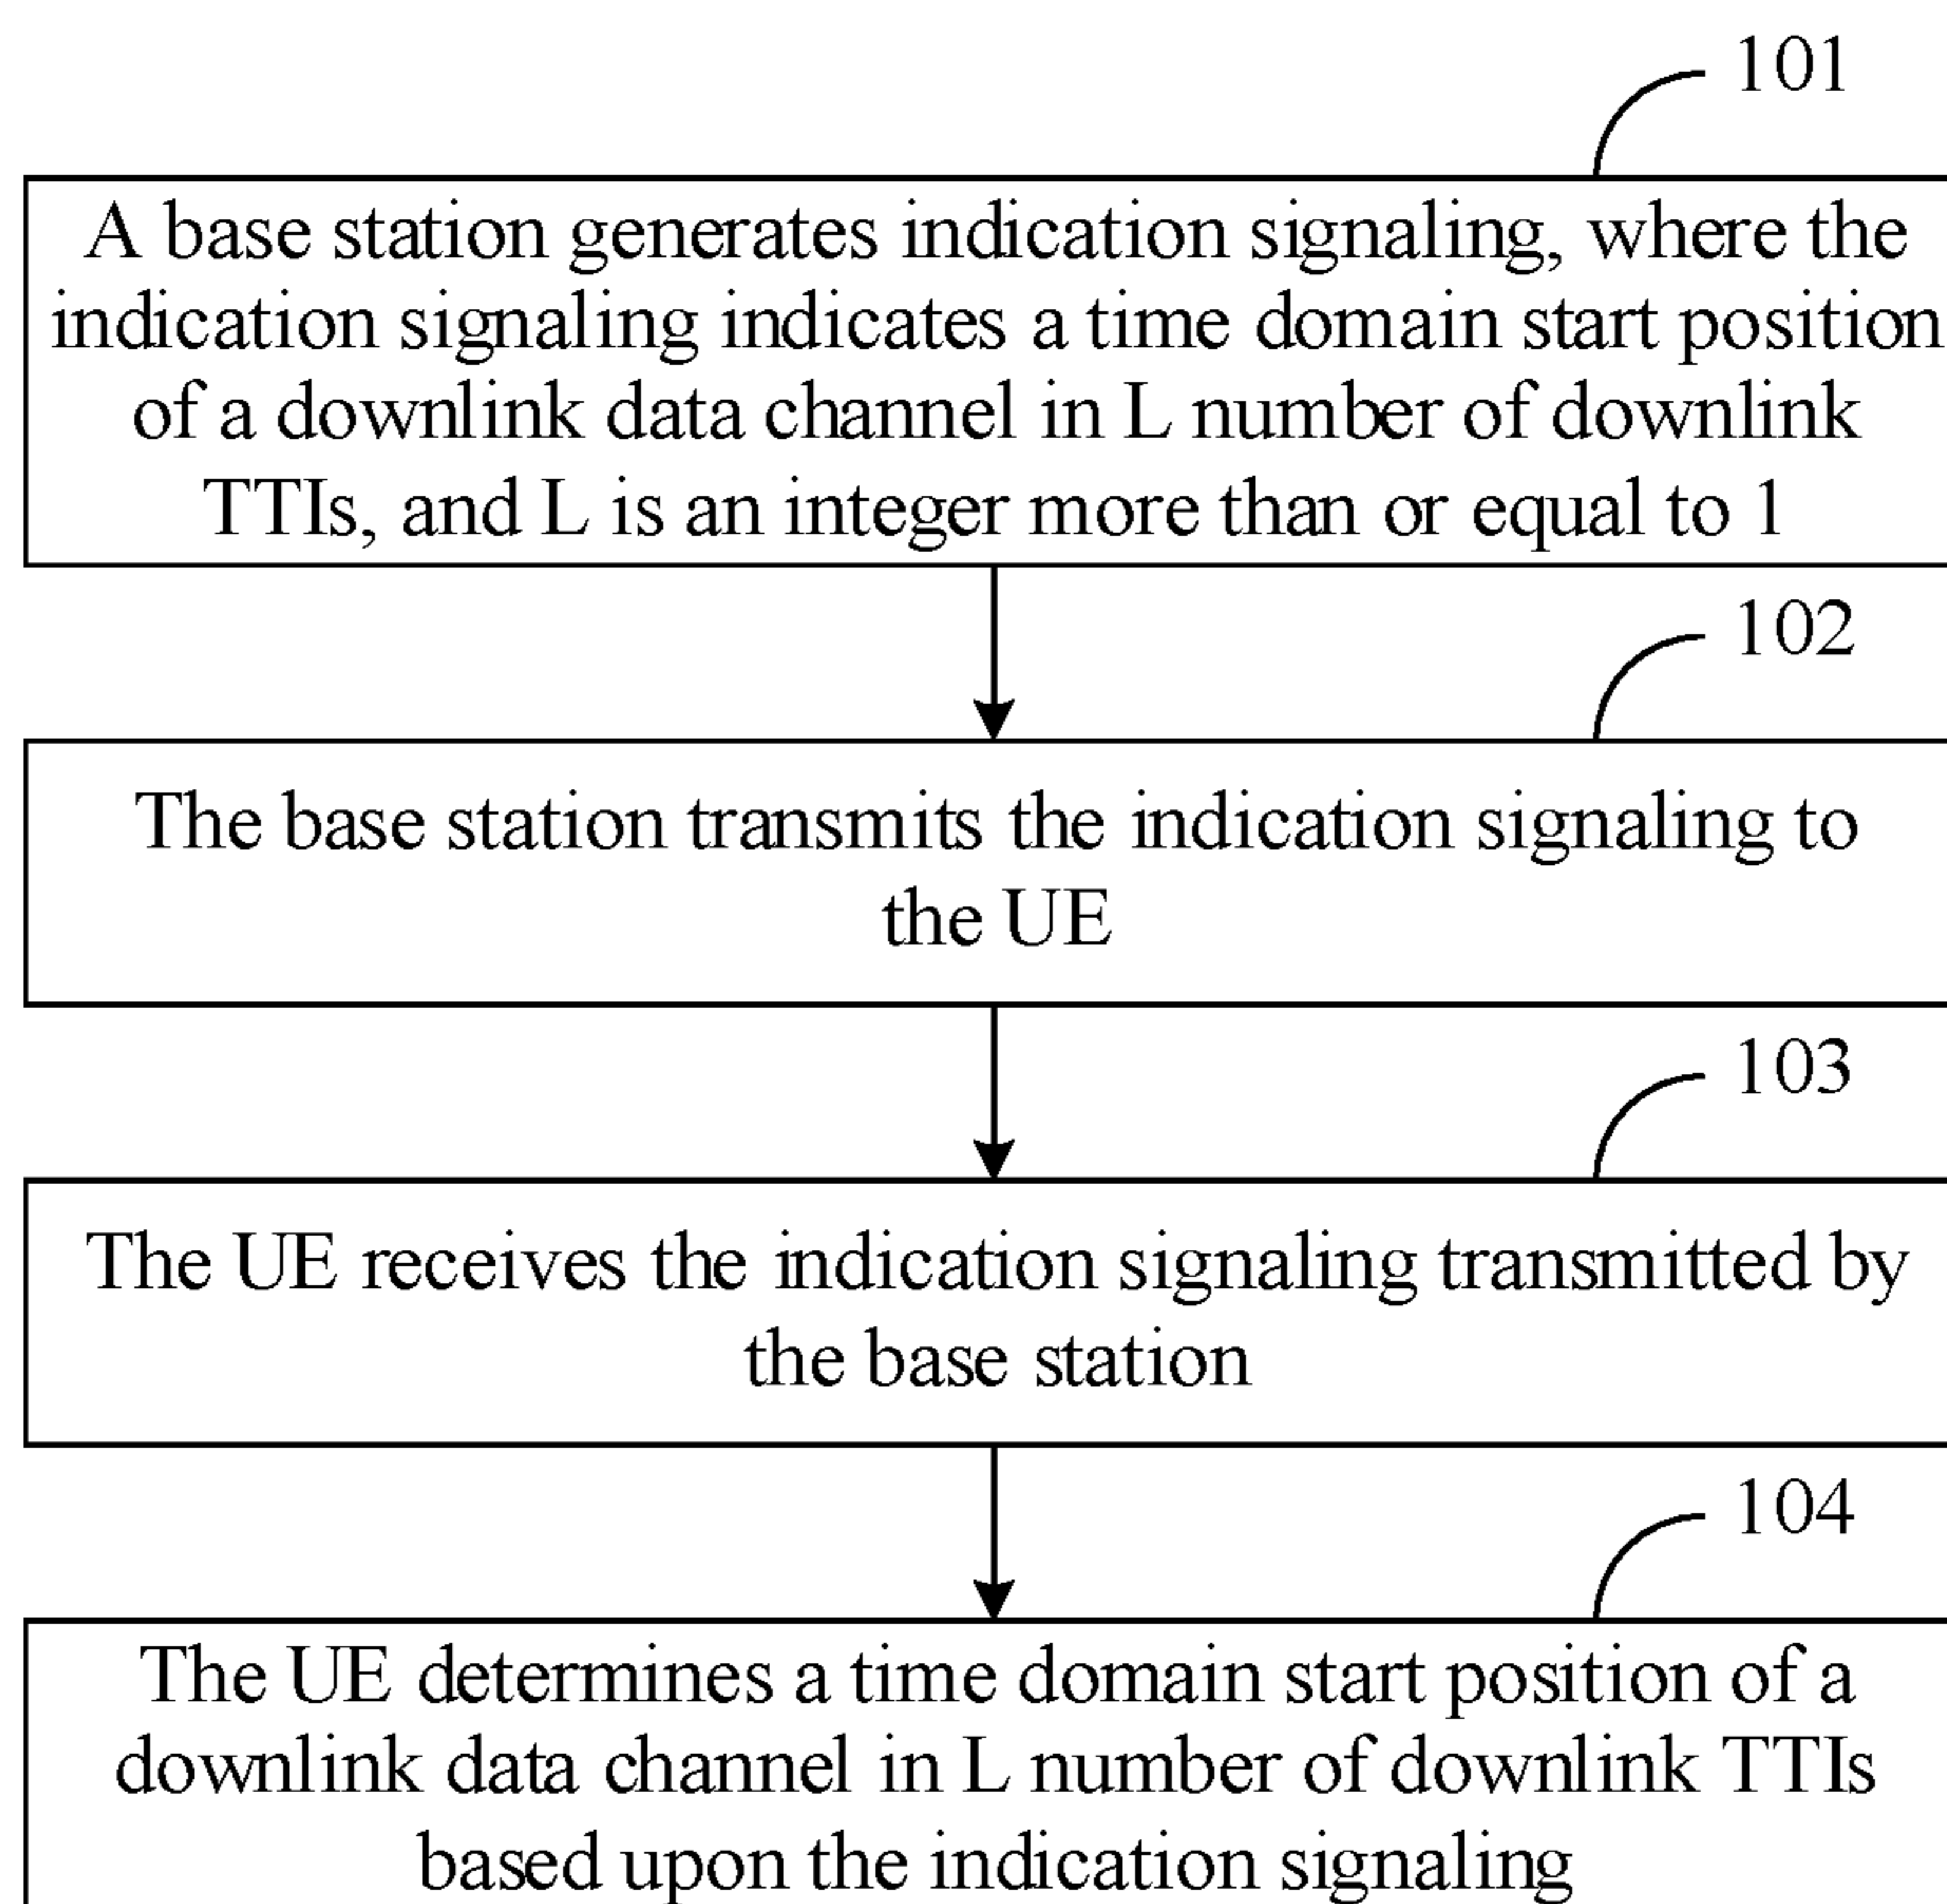 101
A base station generates indication signaling, where the
indication signaling indicates a time domain start position
of a downlink data channel in L number of downlink
TTIs, and L is an integer more than or equal to 1
102
The base station transmits the indication signaling to
the UE
103
The UE receives the indication signaling transmitted by
the base station
104
The UE determines a time domain start position of a
downlink data channel in L number of downlink TTIs
based upon the indication signaling